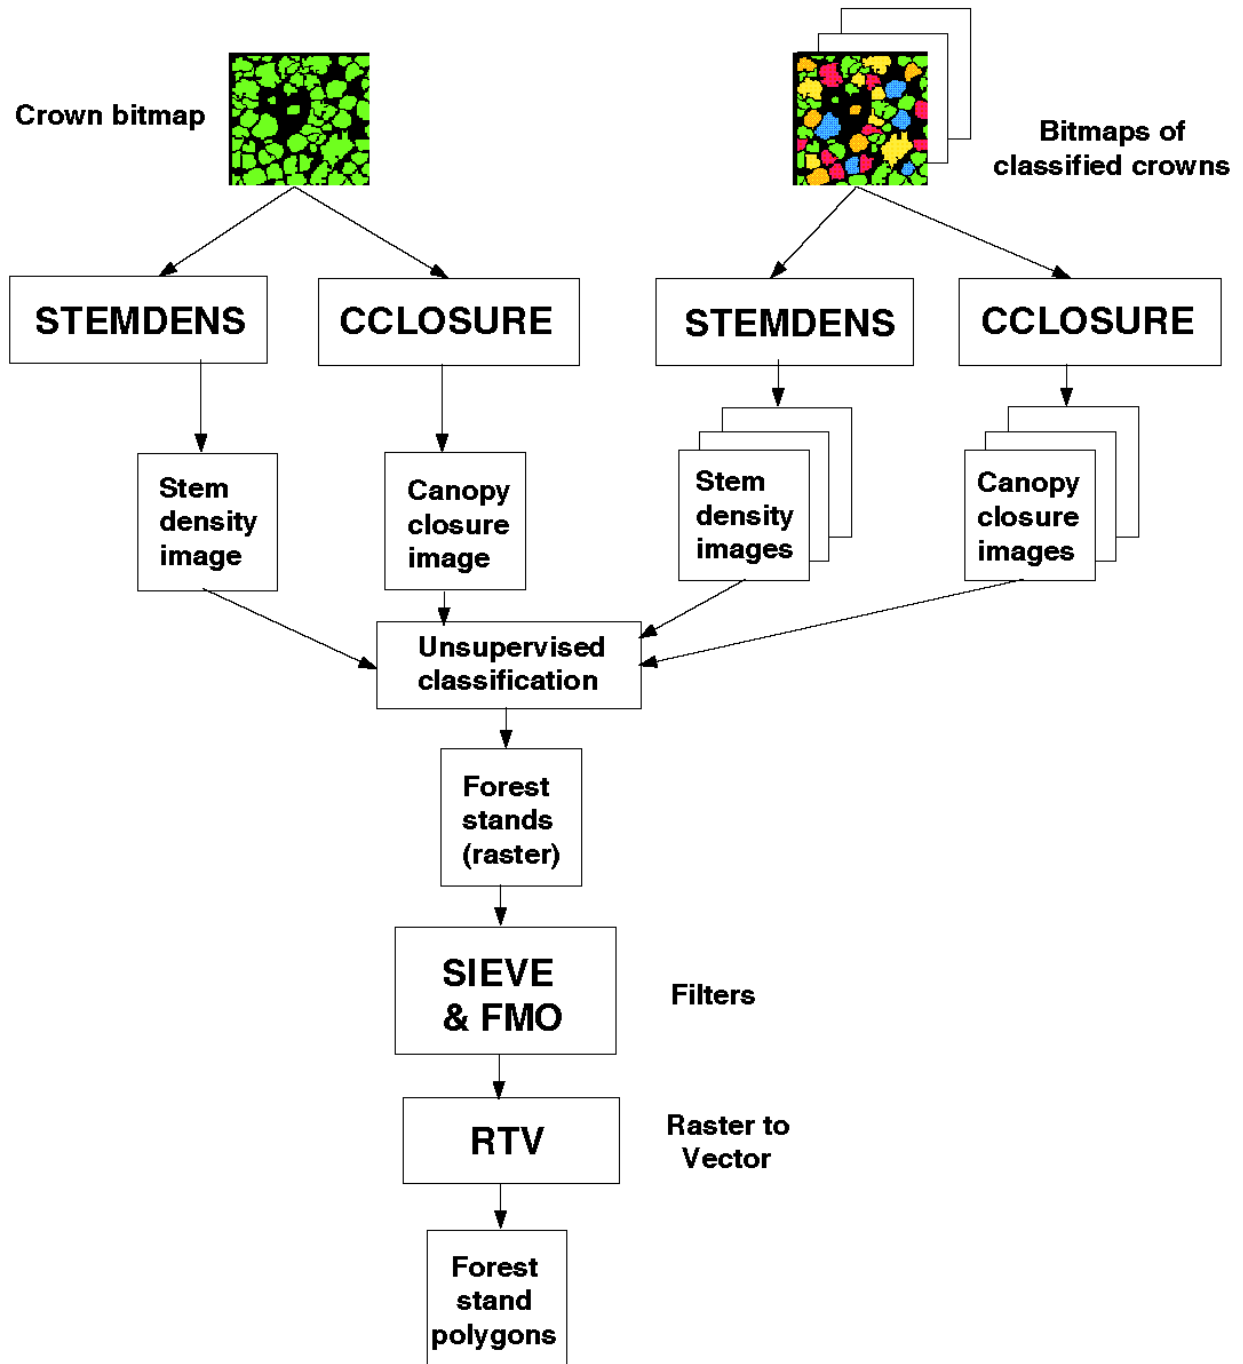 Crown bitmap
Bitmaps of
classified crowns
STEMDENS
CCLOSURE
STEMDENS
CCLOSURE
Stem
density
image
Canopy
closure
image
Stem
density
images
Canopy
closure
images
Unsupervised
classification
Forest
stands
(raster)
SIEVE
& FMO
Filters
RTV
Raster to
Vector
Forest
stand
polygons